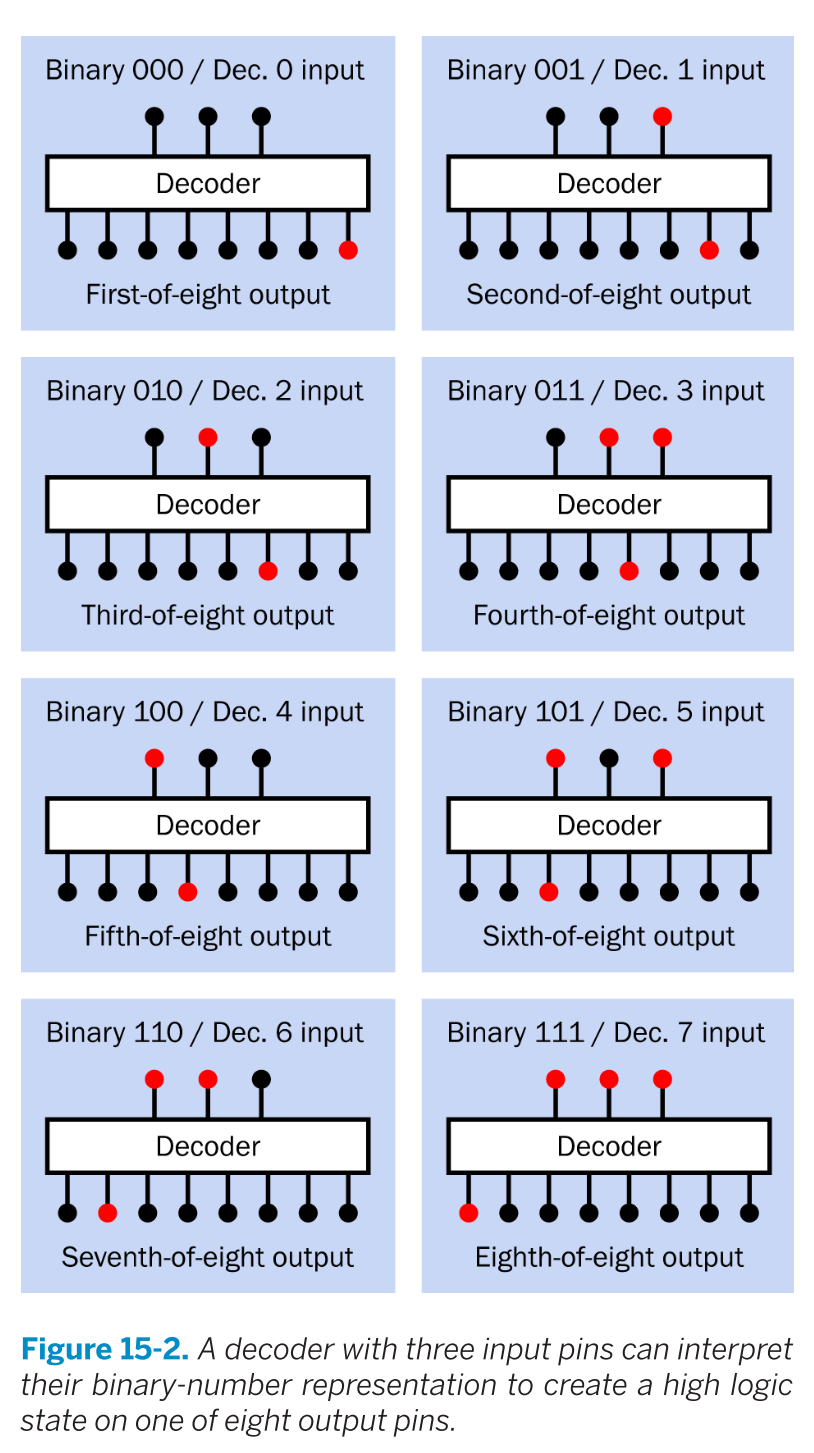 Binary 000 / Dec. 0 input
Decoder
First-of-eight output
Binary 001 / Dec. 1 input
Decoder
Second-of-eight output
Binary 010 / Dec. 2 input
Decoder
Third-of-eight output
Binary 011 / Dec. 3 input
Decoder
Fourth-of-eight output
Binary 100 / Dec. 4 input
Decoder
Fifth-of-eight output
Binary 101 / Dec. 5 input
Decoder
Sixth-of-eight output
Binary 110 / Dec. 6 input
Decoder
Seventh-of-eight output
Binary 111 / Dec. 7 input
Decoder
Eighth-of-eight output
Figure 15-2. A decoder with three input pins can interpret
their binary-number representation to create a high logic
state on one of eight output pins.